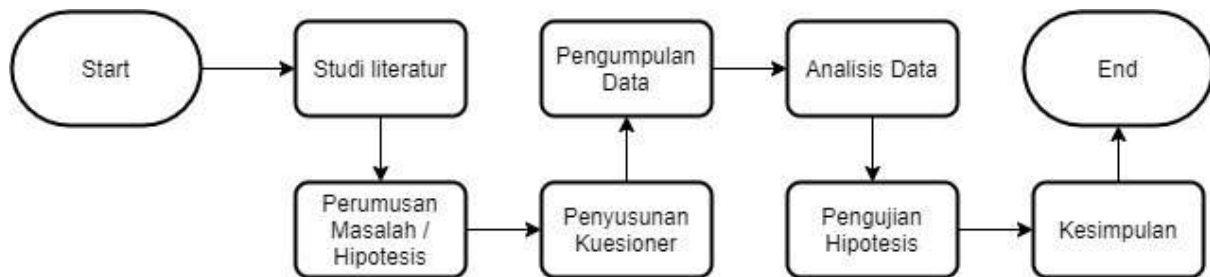 Start
Studi literatur
Perumusan
Masalah /
Hipotesis
Penyusunan
Kuesioner
Pengumpulan
Data
Analisis Data
Pengujian
Hipotesis
Kesimpulan
End